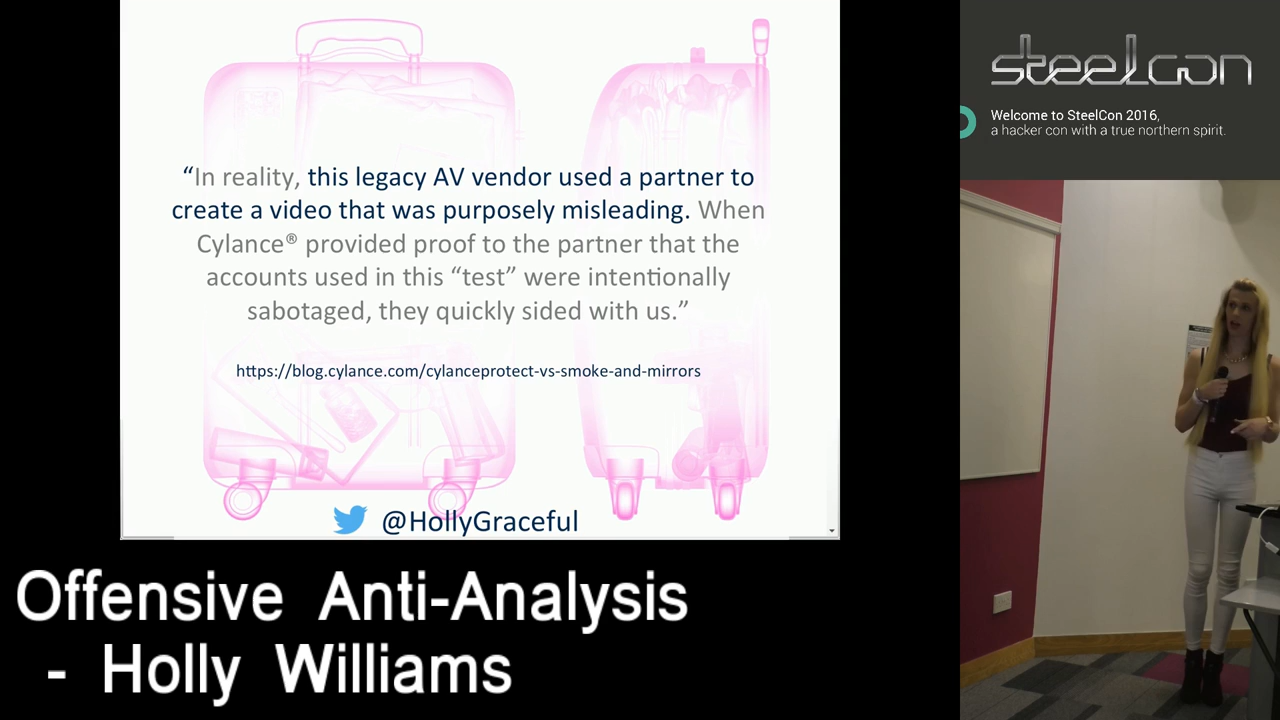 “In reality, this legacy AV vendor used a partner to
create a video that was purposely misleading. When
Cylance® provided proof to the partner that the
accounts used in this “test” were intentionally
sabotaged, they quickly sided with us.”
https://blog.cylance.com/cylanceprotect-vs-smoke-and-mirrors
@HollyGraceful
steelcon
Welcome to SteelCon 2016,
a hacker con with a true northern spirit.
Offensive Anti-Analysis
- Holly Williams